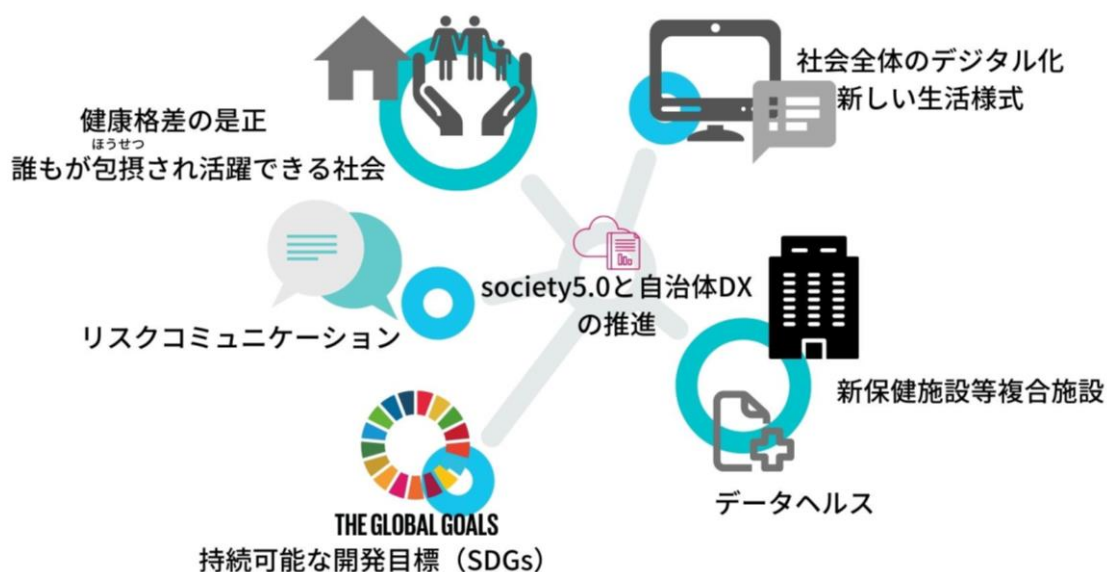 健康格差の是正
ほうせつ
誰もが包摂され活躍できる社会
社会全体のデジタル化
新しい生活様式
リスクコミュニケーション
society5.0と自治体DX
の推進
新保健施設等複合施設
データヘルス
THE GLOBAL GOALS
持続可能な開発目標（SDGs）